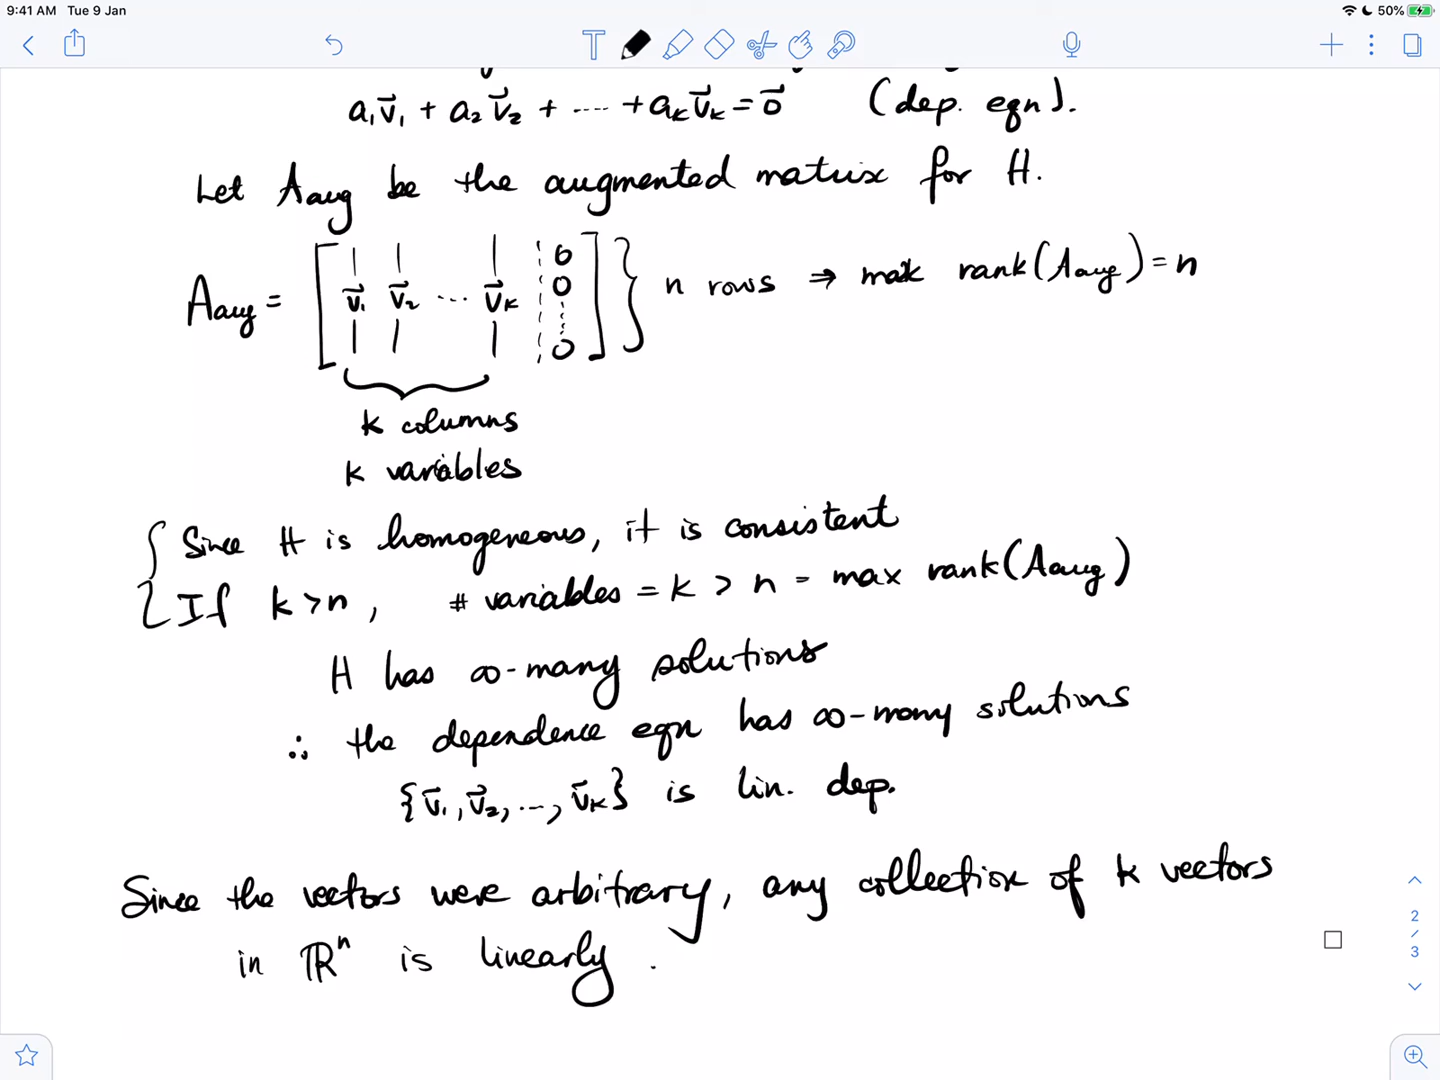 9:41 AM Tue 9 Jan
50%
a₁v⃗₁ + a₂v⃗₂ + ---- + aₖv⃗ₖ = 0⃗ (dep. eqn).
Let Aaug be the augmented matrix for H.
Aaug = [ | | | ¦ 0
v⃗₁ v⃗₂ ... v⃗ₖ ¦ 0
| | | ¦ 0 ] } n rows ⇒ max rank(Aaug) = n
k columns
k variables
{ Since H is homogeneous, it is consistent
If k > n, # variables = k > n = max rank(Aaug)
H has ∞-many solutions
∴ the dependence eqn has ∞-many solutions
{v⃗₁, v⃗₂, ..., v⃗ₖ} is lin. dep.
Since the vectors were arbitrary, any collection of k vectors
in ℝⁿ is linearly . □
2
/
3